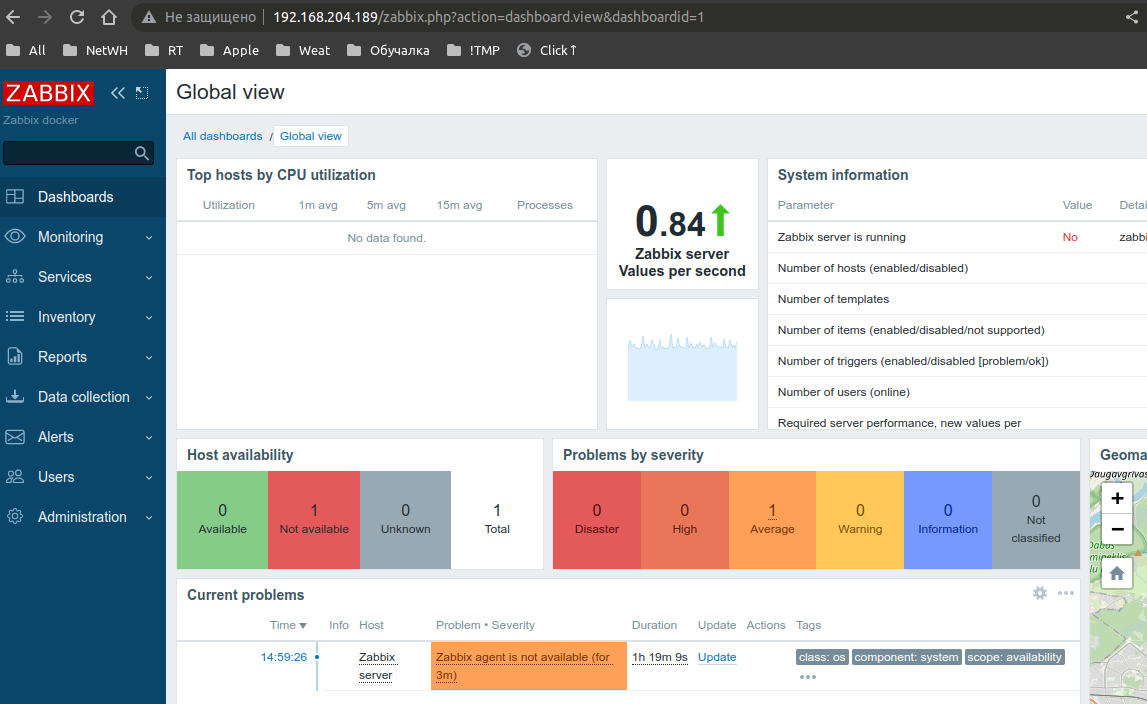 Не защищено 192.168.204.189/zabbix.php?action=dashboard.view&dashboardid=1
All NetWH RT Apple Weat Обучалка !TMP Click↑
ZABBIX
Zabbix docker
Dashboards
Monitoring
Services
Inventory
Reports
Data collection
Alerts
Users
Administration
Global view
All dashboards / Global view
Top hosts by CPU utilization
Utilization 1m avg 5m avg 15m avg Processes
No data found.
0.84
Zabbix server
Values per second
System information
Parameter Value Detai
Zabbix server is running No zabbi
Number of hosts (enabled/disabled)
Number of templates
Number of items (enabled/disabled/not supported)
Number of triggers (enabled/disabled [problem/ok])
Number of users (online)
Required server performance, new values per
Host availability
0 1 0 1
Available Not available Unknown Total
Problems by severity
0 0 1 0 0 0
Disaster High Average Warning Information Not
classified
Geoma
+
−
Current problems
Time ▼ Info Host Problem • Severity Duration Update Actions Tags
14:59:26 Zabbix Zabbix agent is not available (for 1h 19m 9s Update class: os component: system scope: availability
server 3m) •••